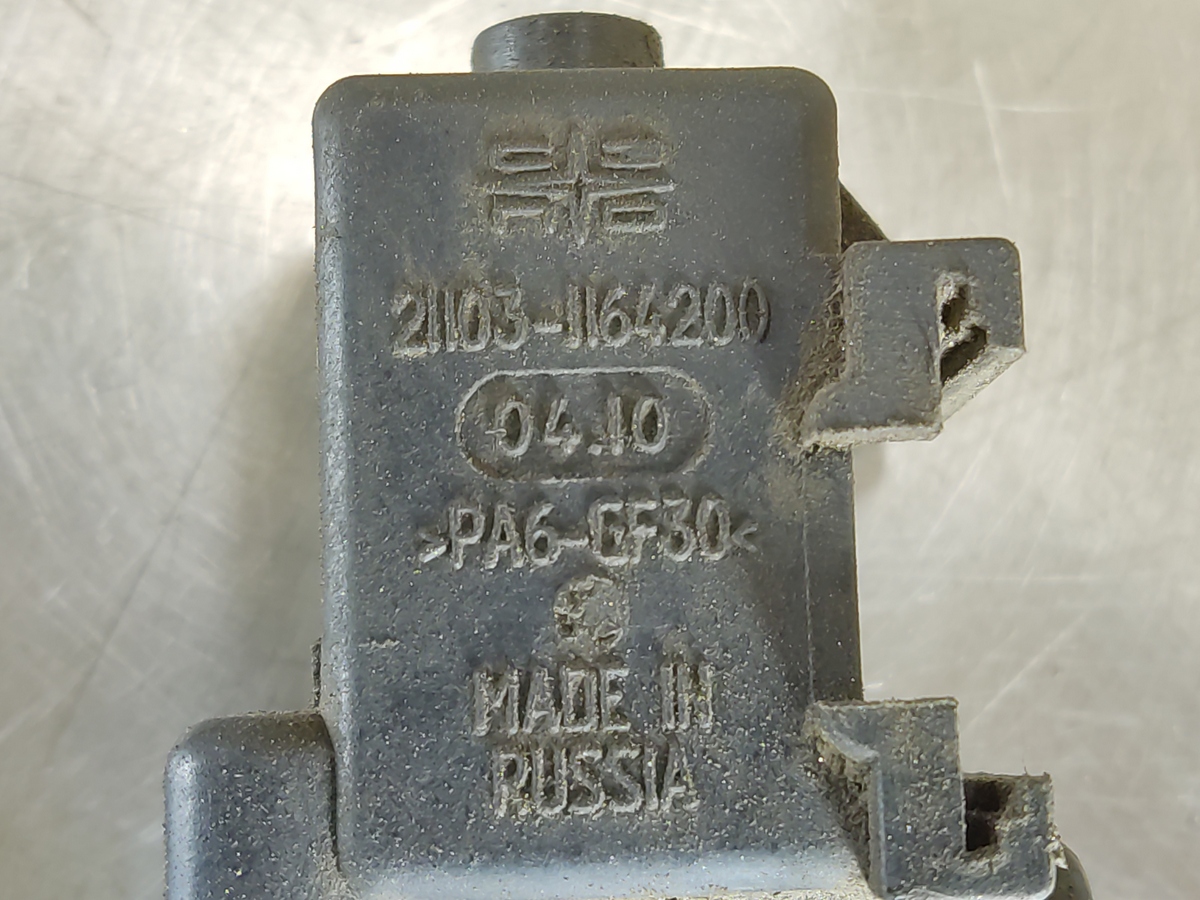 21103-1164200
04.10
>PA6-GF30<
MADE IN
RUSSIA